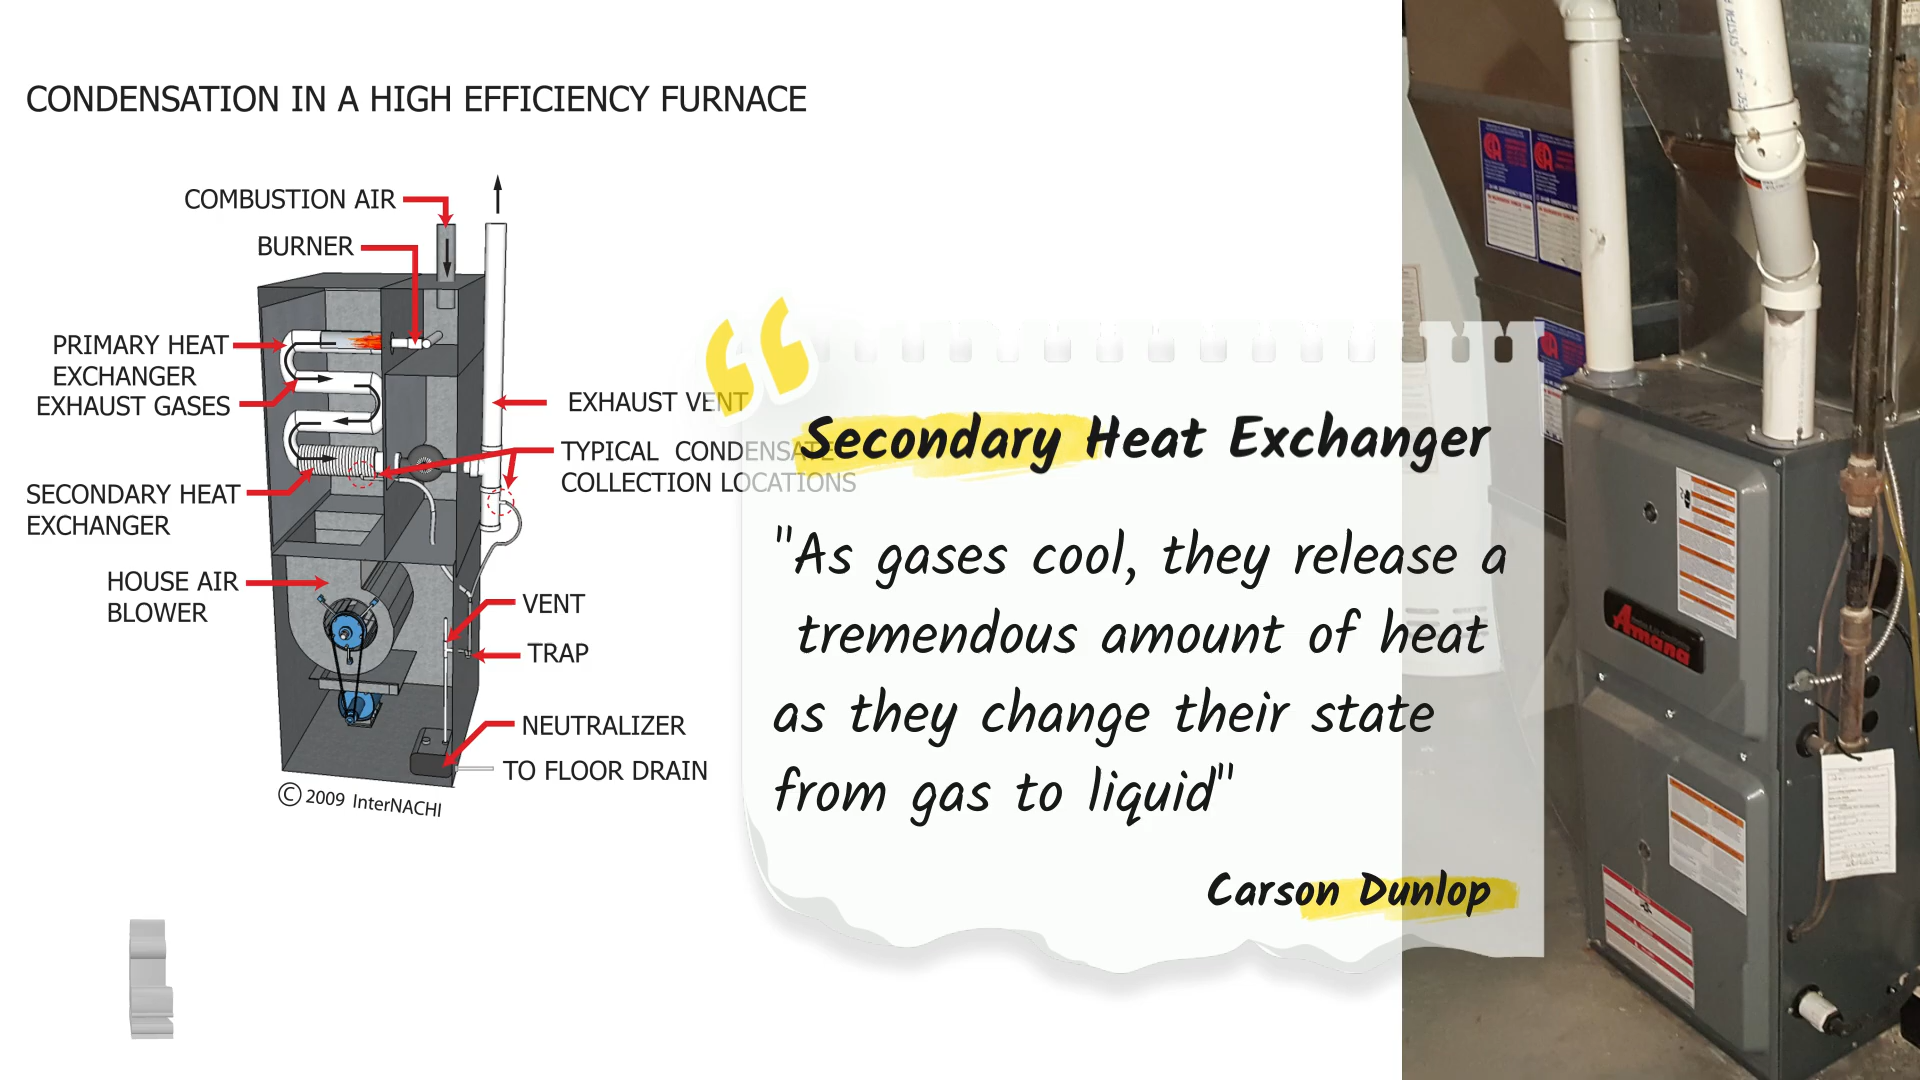 CONDENSATION IN A HIGH EFFICIENCY FURNACE
COMBUSTION AIR
BURNER
PRIMARY HEAT
EXCHANGER
EXHAUST GASES
EXHAUST VENT
TYPICAL CONDENSATE
COLLECTION LOCATIONS
SECONDARY HEAT
EXCHANGER
HOUSE AIR
BLOWER
VENT
TRAP
NEUTRALIZER
TO FLOOR DRAIN
© 2009 InterNACHI
“
Secondary Heat Exchanger
"As gases cool, they release a
tremendous amount of heat
as they change their state
from gas to liquid"
Carson Dunlop
Amana